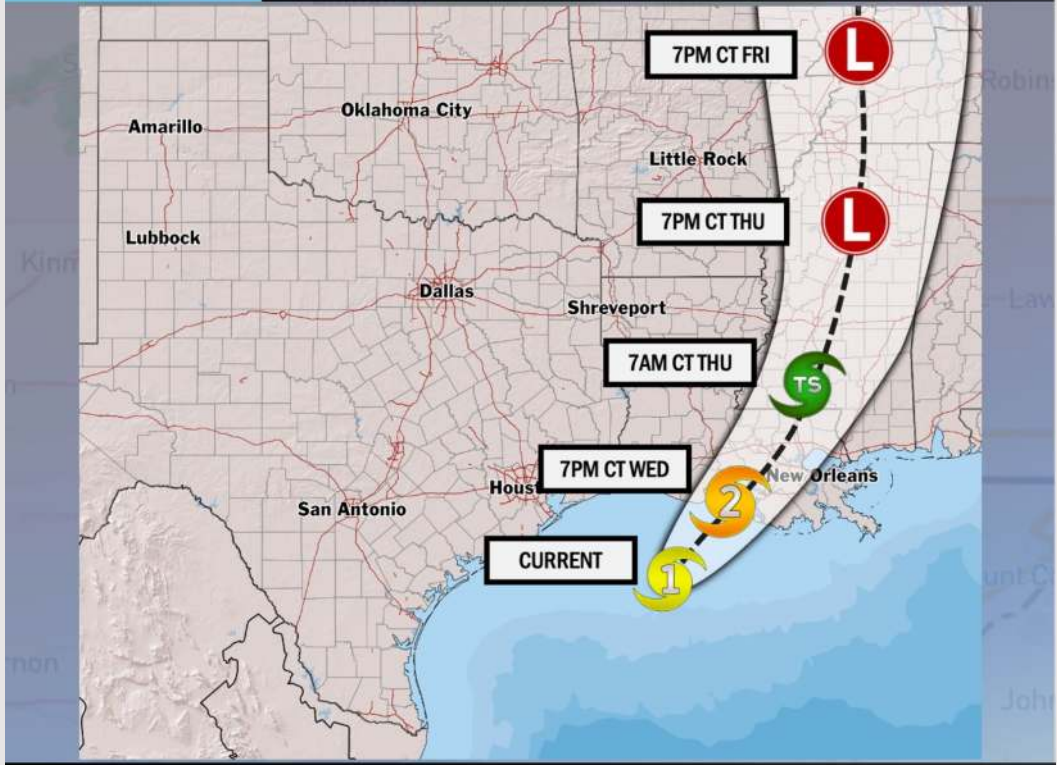 7PM CT FRI
L
Oklahoma City
Amarillo
Little Rock
7PM CT THU
L
Lubbock
Dallas
Shreveport
7AM CT THU
TS
7PM CT WED
New Orleans
2
San Antonio
CURRENT
1